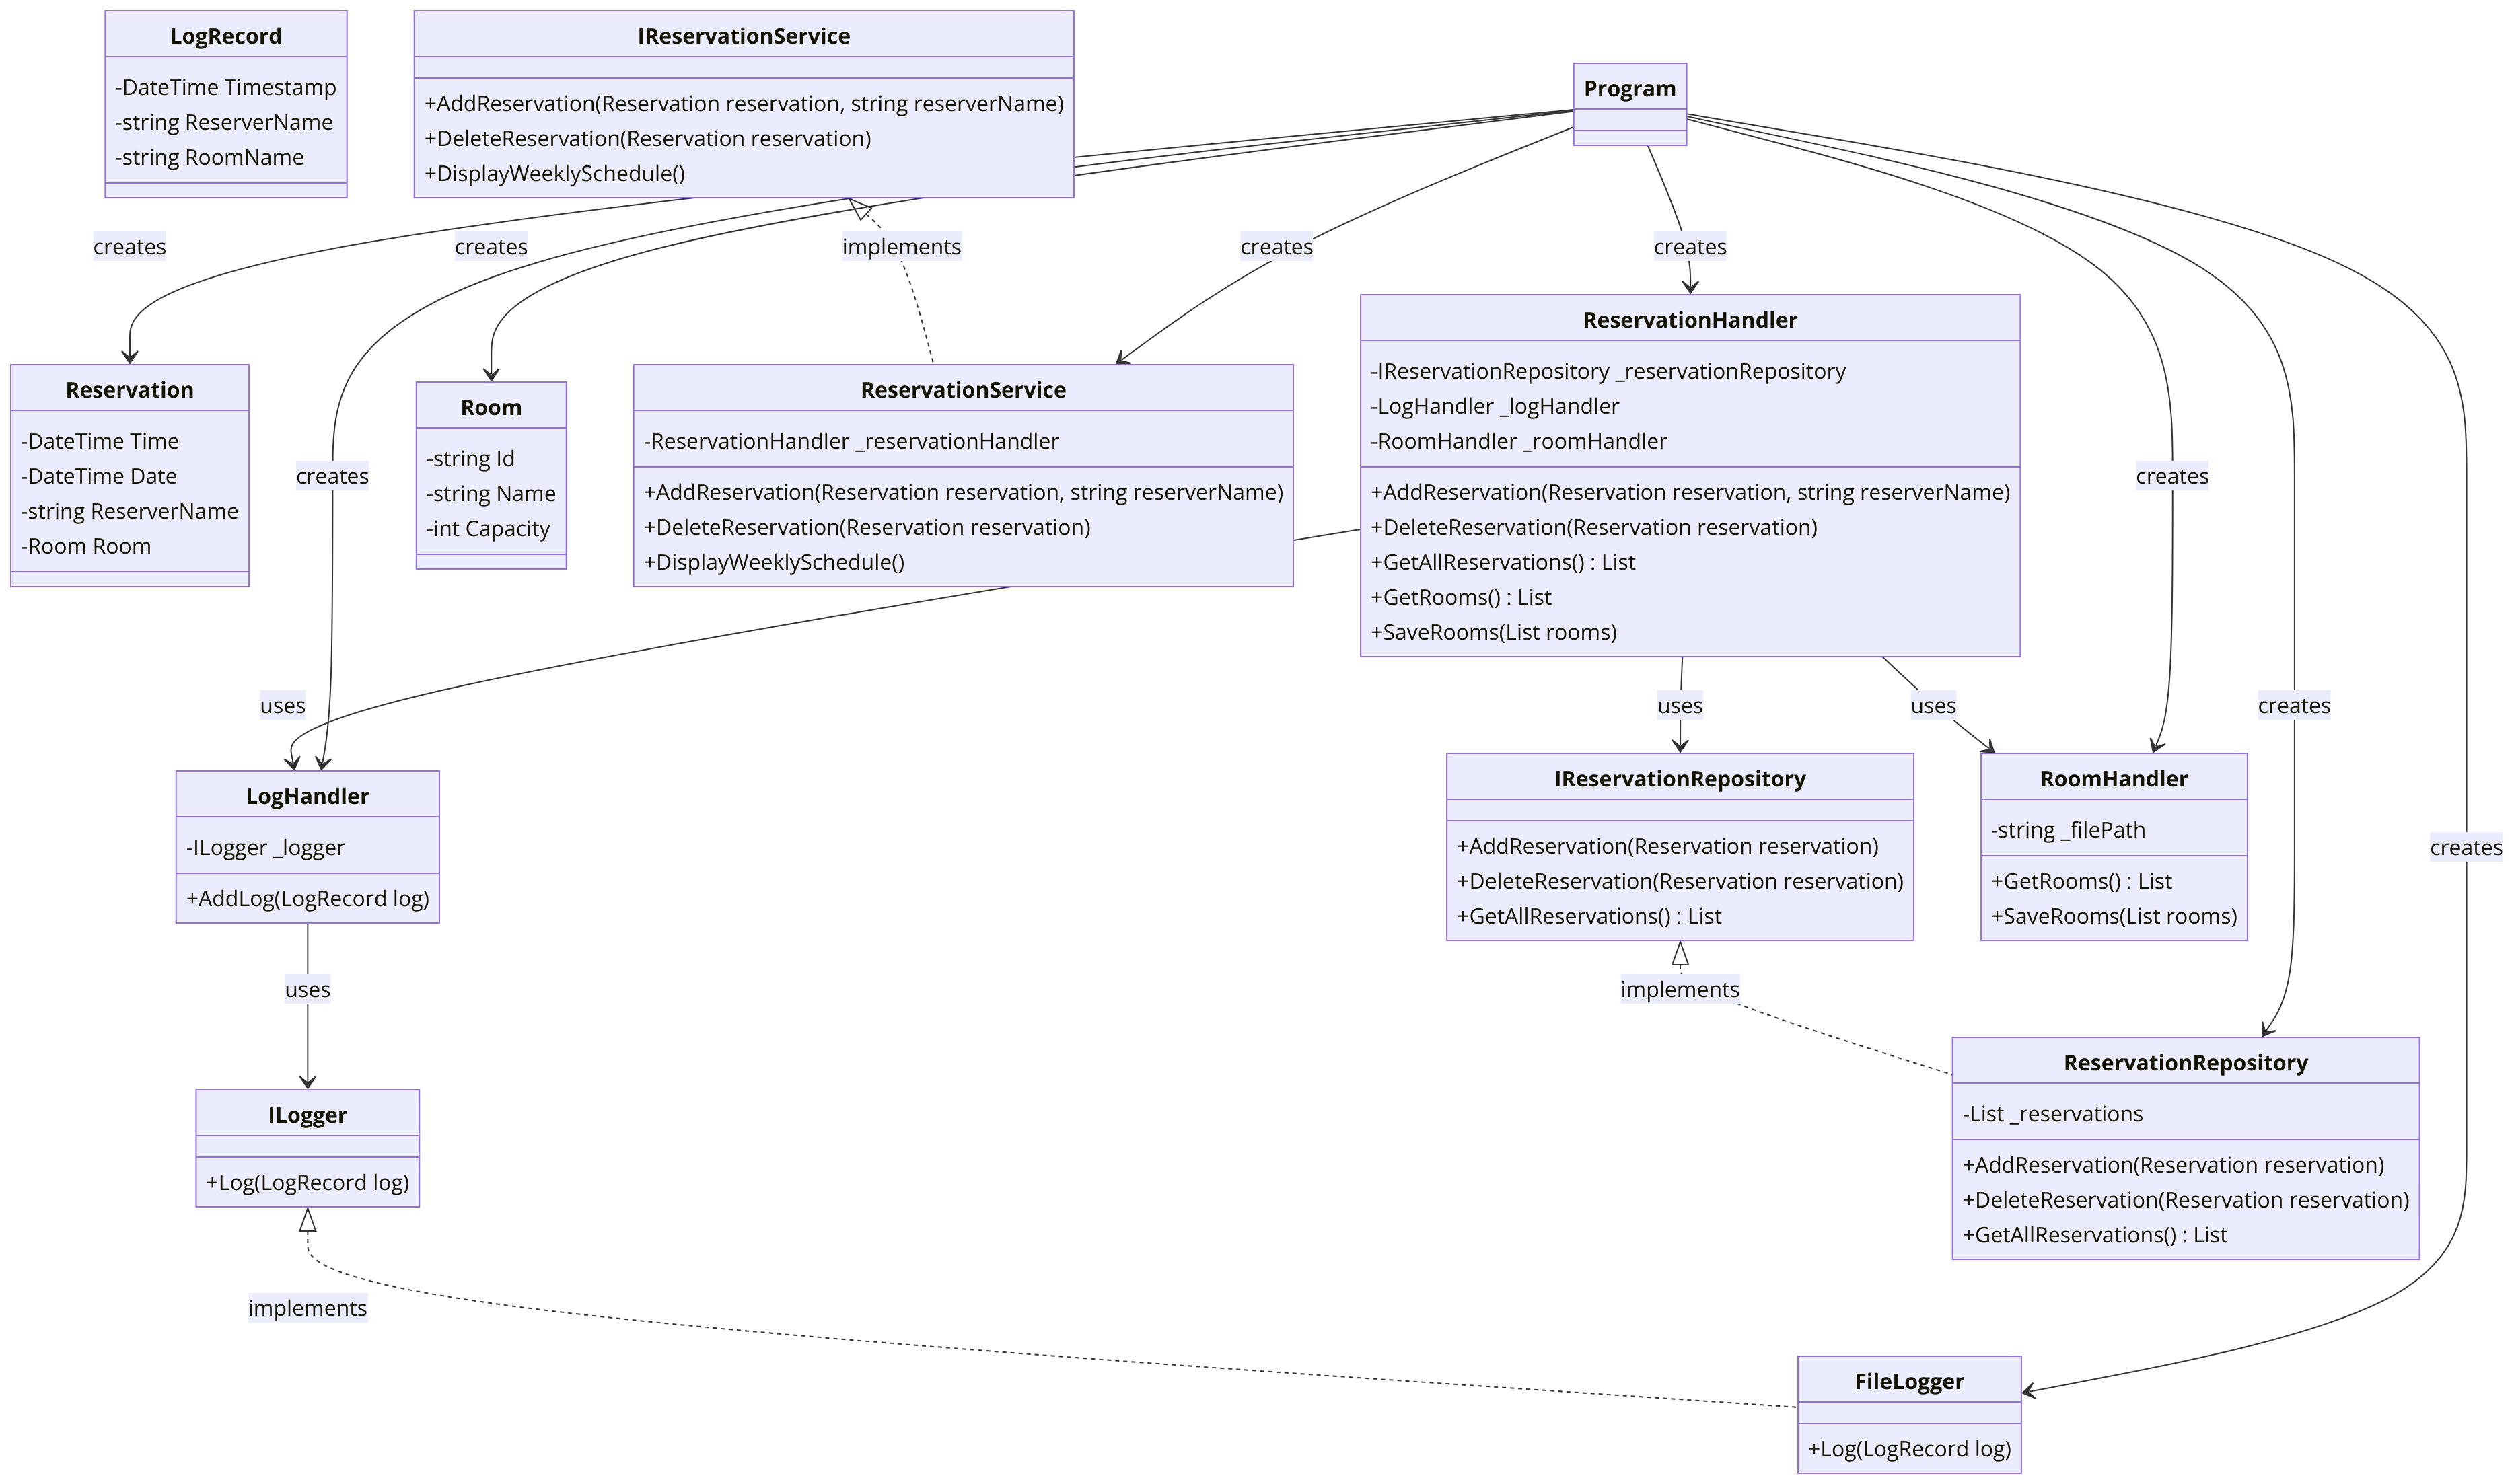 LogRecord
-DateTime Timestamp
-string ReserverName
-string RoomName
IReservationService
+AddReservation(Reservation reservation, string reserverName)
+DeleteReservation(Reservation reservation)
+DisplayWeeklySchedule()
Program
creates
creates
implements
creates
creates
Reservation
-DateTime Time
-DateTime Date
-string ReserverName
-Room Room
creates
Room
-string Id
-string Name
-int Capacity
ReservationService
-ReservationHandler _reservationHandler
+AddReservation(Reservation reservation, string reserverName)
+DeleteReservation(Reservation reservation)
+DisplayWeeklySchedule()
ReservationHandler
-IReservationRepository _reservationRepository
-LogHandler _logHandler
-RoomHandler _roomHandler
+AddReservation(Reservation reservation, string reserverName)
+DeleteReservation(Reservation reservation)
+GetAllReservations() : List
+GetRooms() : List
+SaveRooms(List rooms)
creates
uses
uses
uses
creates
LogHandler
-ILogger _logger
+AddLog(LogRecord log)
IReservationRepository
+AddReservation(Reservation reservation)
+DeleteReservation(Reservation reservation)
+GetAllReservations() : List
RoomHandler
-string _filePath
+GetRooms() : List
+SaveRooms(List rooms)
creates
uses
implements
ILogger
+Log(LogRecord log)
ReservationRepository
-List _reservations
+AddReservation(Reservation reservation)
+DeleteReservation(Reservation reservation)
+GetAllReservations() : List
implements
FileLogger
+Log(LogRecord log)